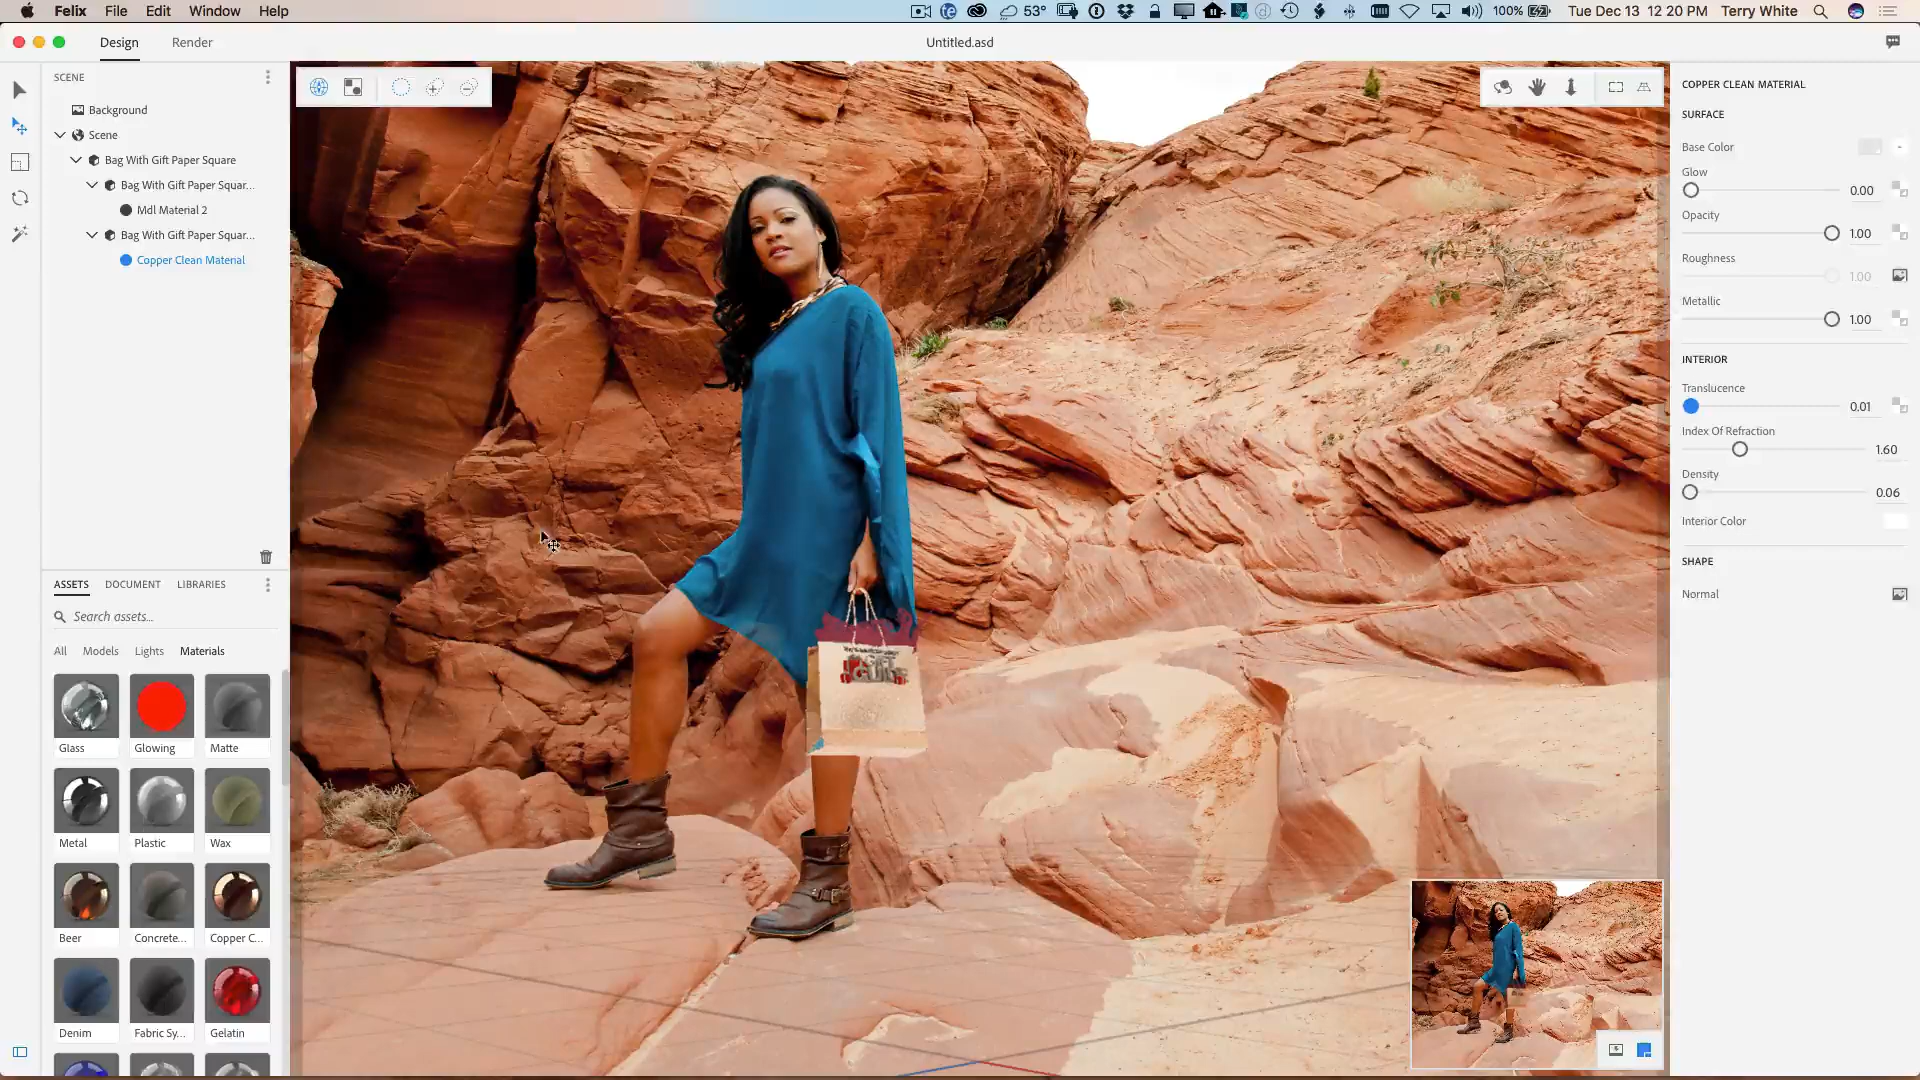 Felix File Edit Window Help
53° 100% Tue Dec 13 12 20 PM Terry White
Design Render
Untitled.asd
SCENE
Background
Scene
Bag With Gift Paper Square
Bag With Gift Paper Squar...
Mdl Material 2
Bag With Gift Paper Squar...
Copper Clean Material
ASSETS DOCUMENT LIBRARIES
Search assets...
All Models Lights Materials
Glass Glowing Matte
Metal Plastic Wax
Beer Concrete... Copper C...
Denim Fabric Sy... Gelatin
GIFT
GUIDE
COPPER CLEAN MATERIAL
SURFACE
Base Color
Glow
0.00
Opacity
1.00
Roughness
1.00
Metallic
1.00
INTERIOR
Translucence
0.01
Index Of Refraction
1.60
Density
0.06
Interior Color
SHAPE
Normal